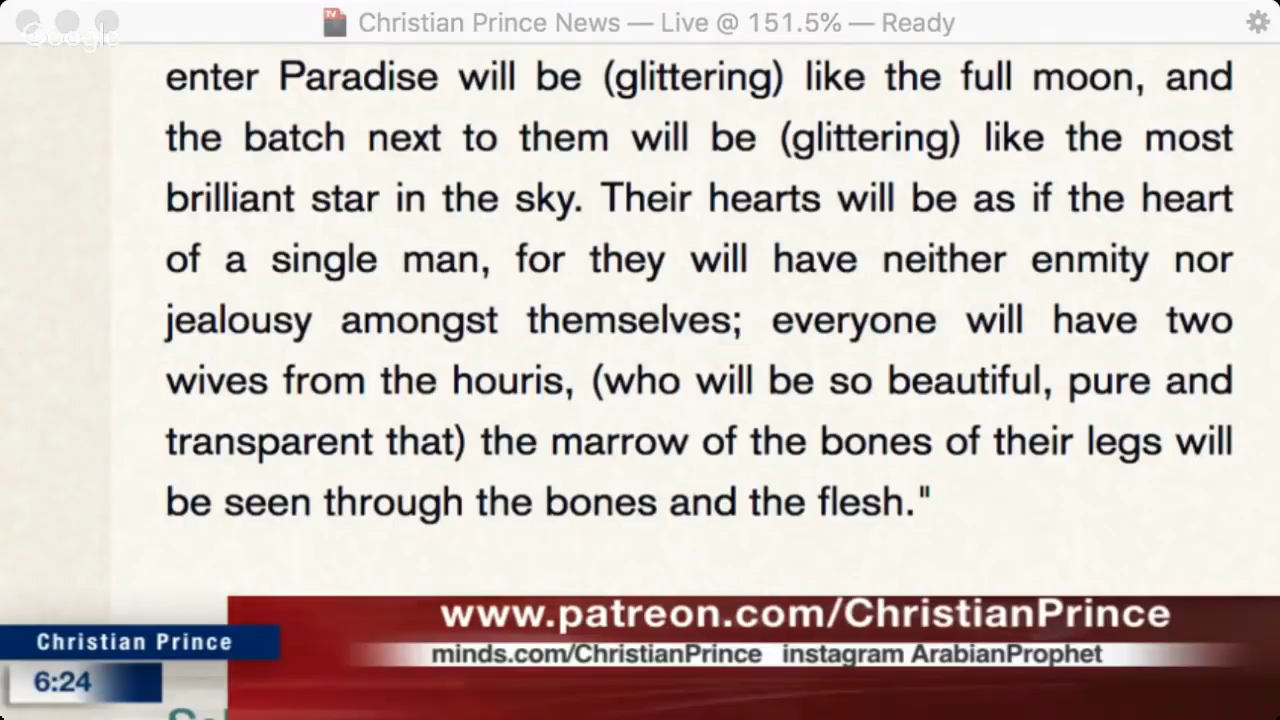 Christian Prince News — Live @ 151.5% — Ready
Google
enter Paradise will be (glittering) like the full moon, and
the batch next to them will be (glittering) like the most
brilliant star in the sky. Their hearts will be as if the heart
of a single man, for they will have neither enmity nor
jealousy amongst themselves; everyone will have two
wives from the houris, (who will be so beautiful, pure and
transparent that) the marrow of the bones of their legs will
be seen through the bones and the flesh."
www.patreon.com/ChristianPrince
Christian Prince
minds.com/ChristianPrince instagram ArabianProphet
6:24